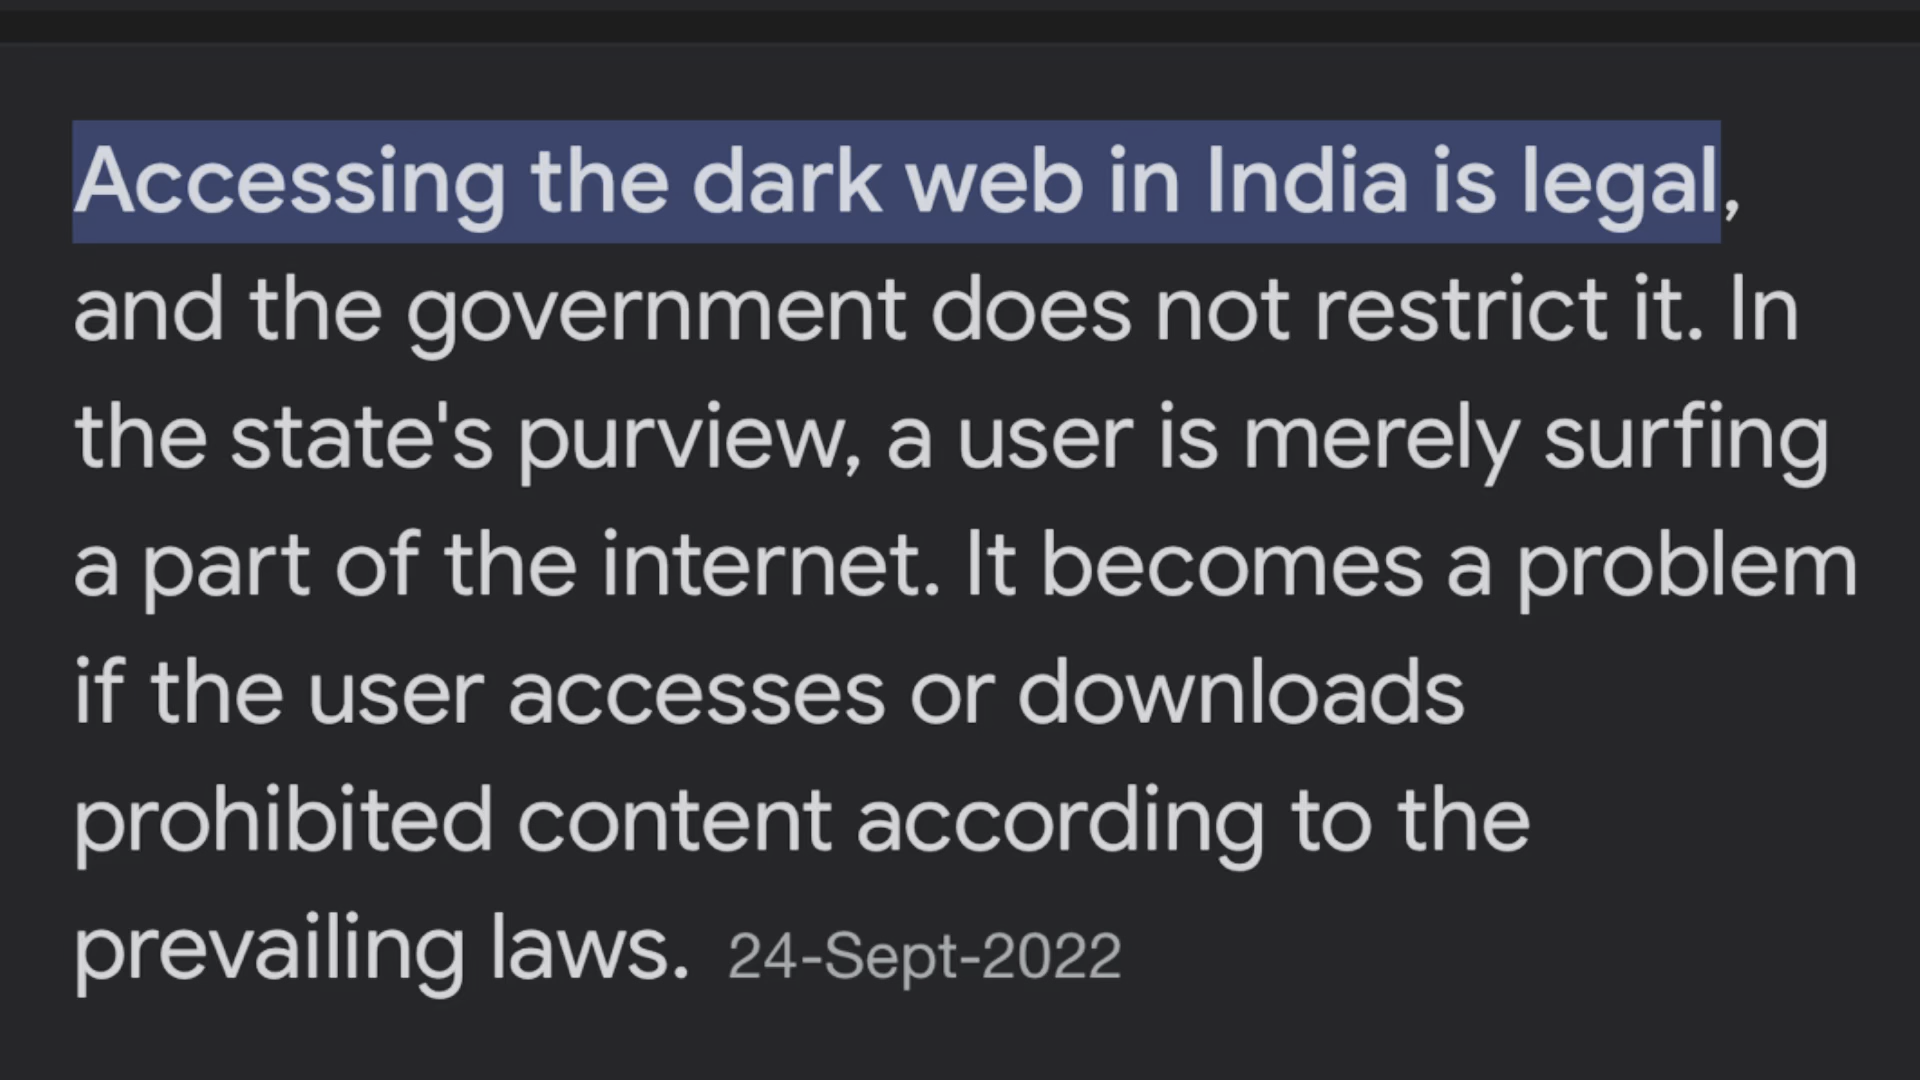 Accessing the dark web in India is legal,
and the government does not restrict it. In
the state's purview, a user is merely surfing
a part of the internet. It becomes a problem
if the user accesses or downloads
prohibited content according to the
prevailing laws. 24-Sept-2022